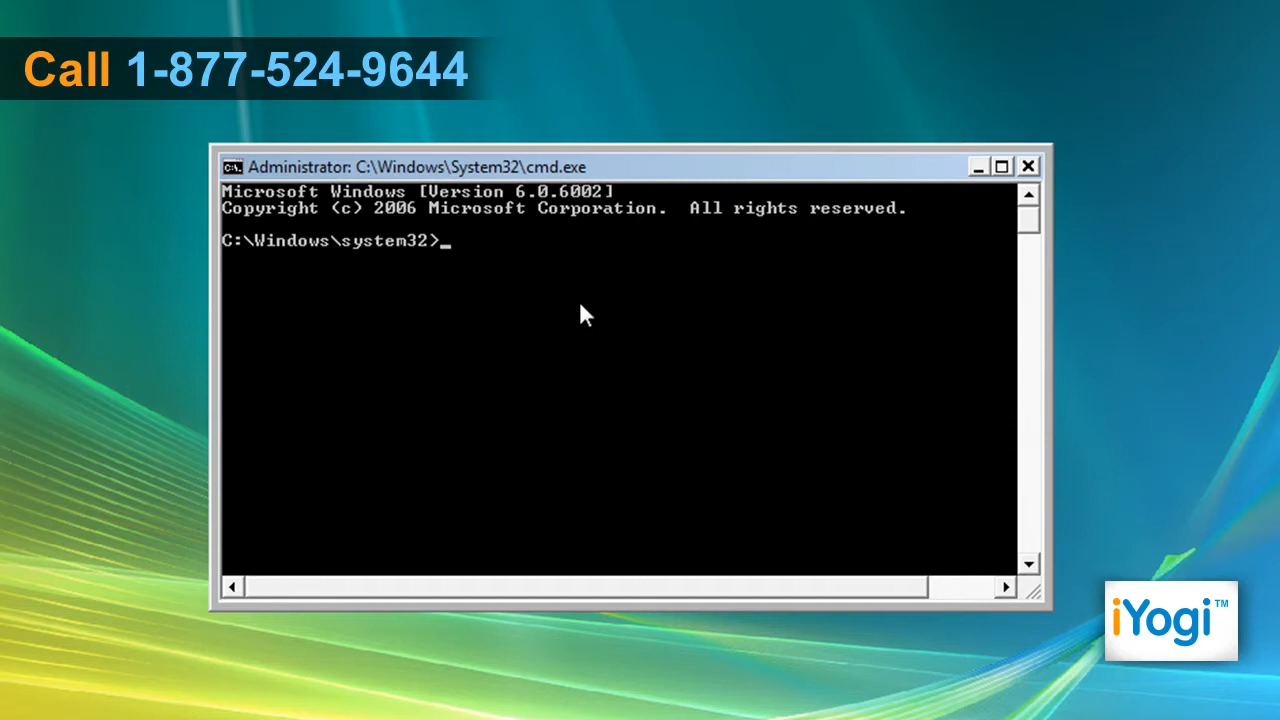 Call 1-877-524-9644
Administrator: C:\Windows\System32\cmd.exe
Microsoft Windows [Version 6.0.6002]
Copyright (c) 2006 Microsoft Corporation.  All rights reserved.
C:\Windows\system32>_
iYogi™